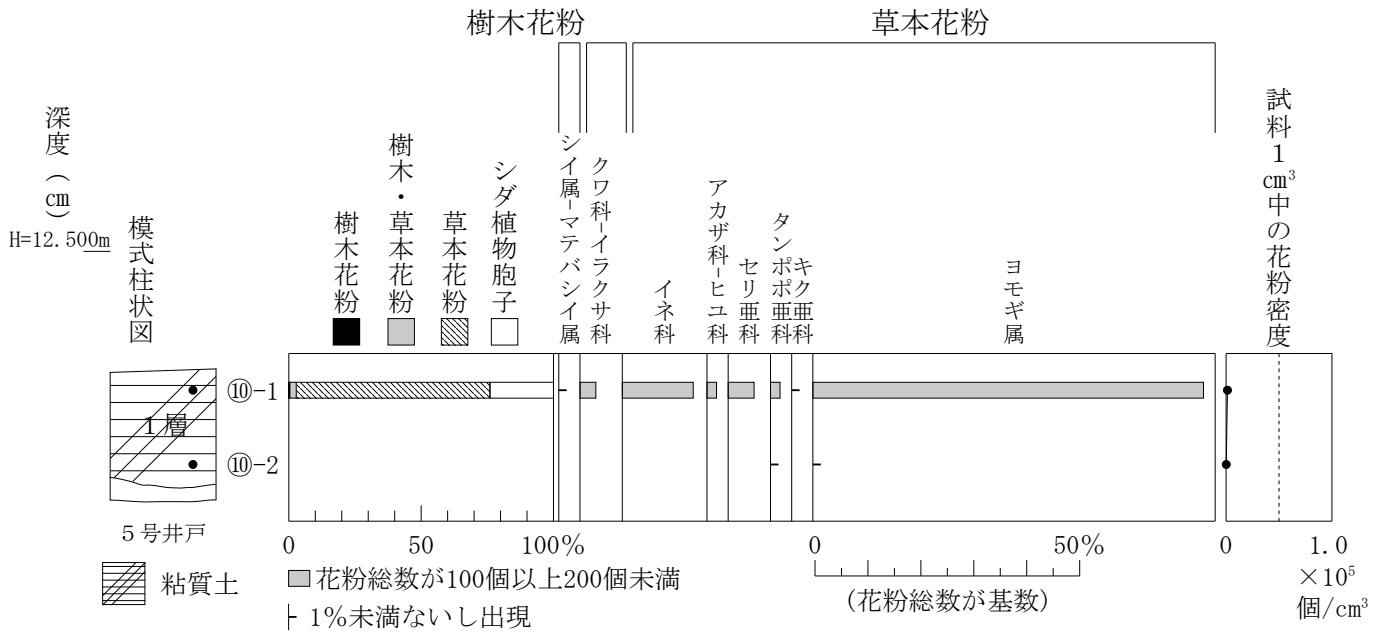 樹木花粉
草本花粉
深度(㎝)
H=12.500m
模式柱状図
樹木花粉
樹木・草本花粉
草本花粉
シダ植物胞子
シイ属-マテバシイ属
クワ科-イラクサ科
イネ科
アカザ科-ヒユ科
セリ亜科
タンポポ亜科
キク亜科
ヨモギ属
試料1㎝³中の花粉密度
1層
⑩-1
⑩-2
5号井戸
粘質土
0 50 100%
0 50%
0 1.0
×10⁵
個/cm³
花粉総数が100個以上200個未満
(花粉総数が基数)
1%未満ないし出現